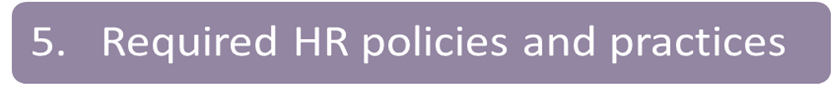 5. Required HR policies and practices